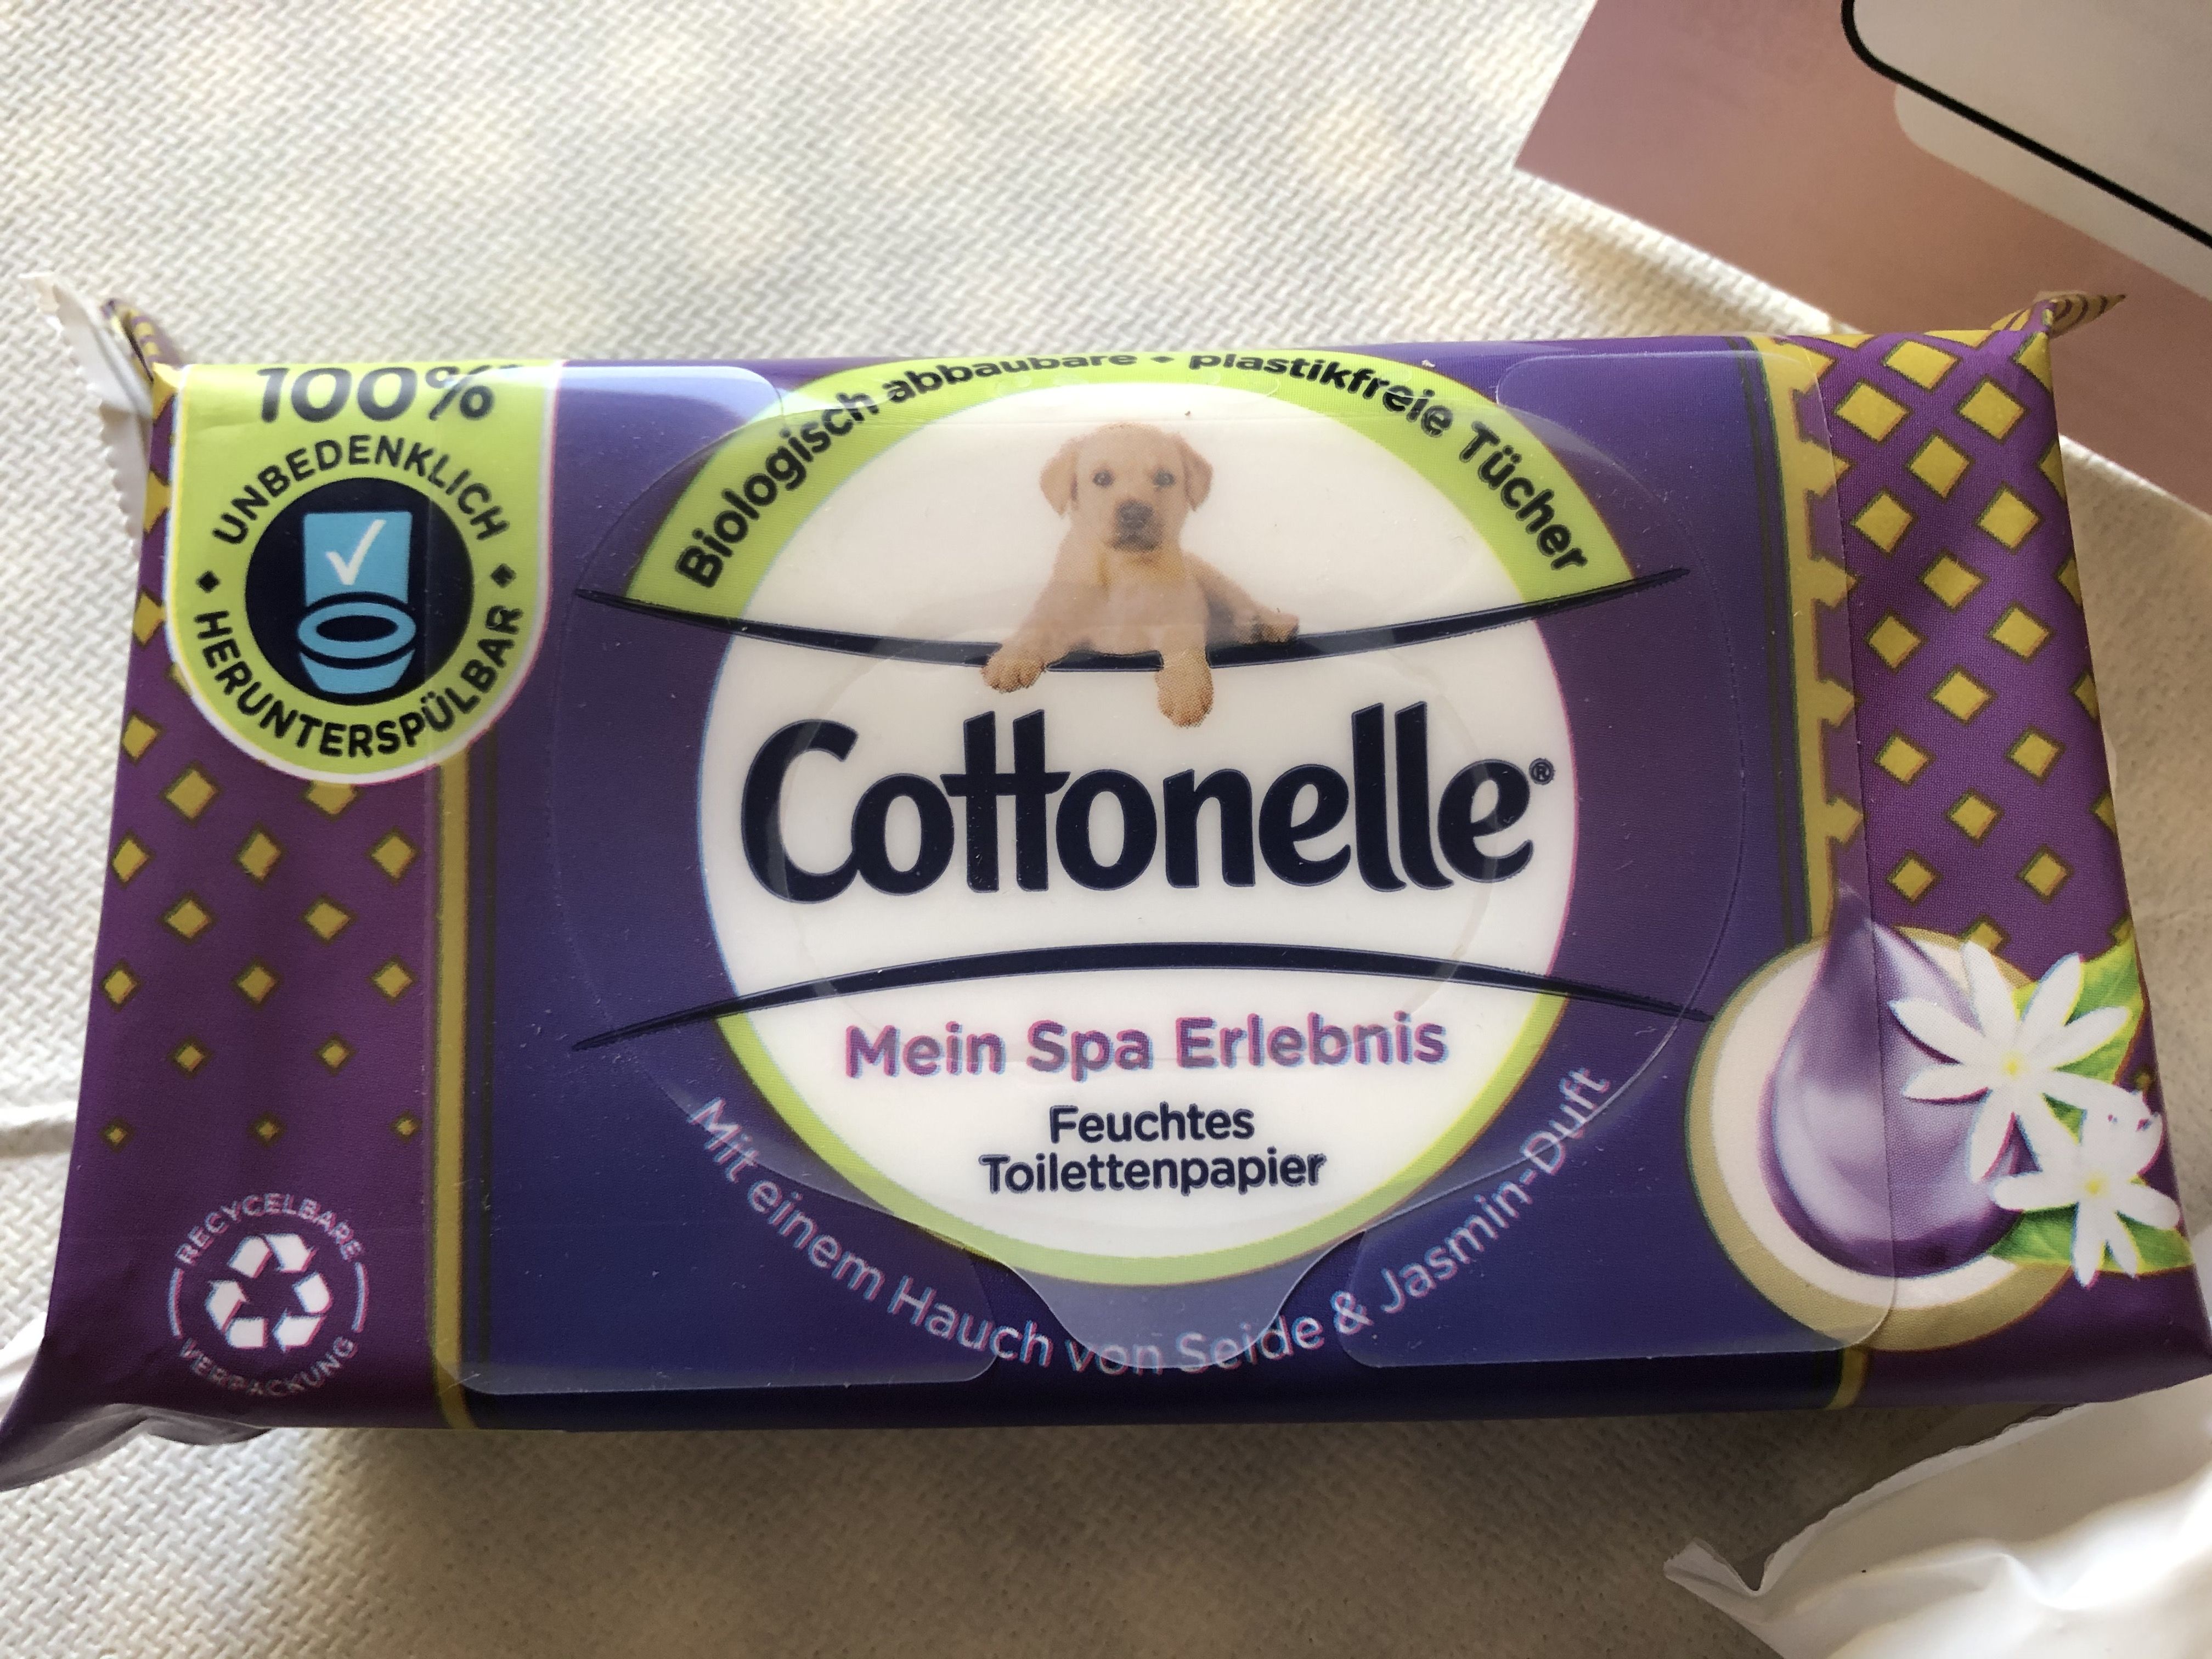 100%
UNBEDENKLICH
HERUNTERSPÜLBAR
Biologisch abbaubare • plastikfreie Tücher
Cottonelle®
Mein Spa Erlebnis
Feuchtes
Toilettenpapier
Mit einem Hauch von Seide & Jasmin-Duft
RECYCELBARE
VERPACKUNG